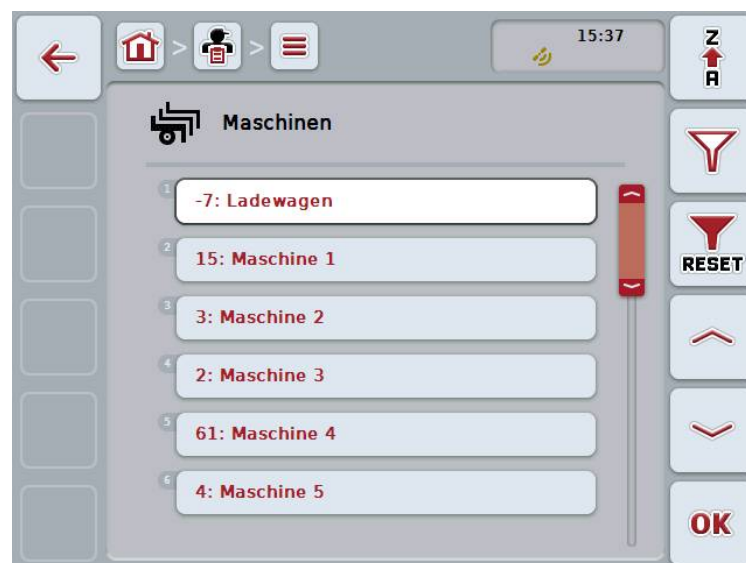 15:37
Z
A
Maschinen
1
-7: Ladewagen
2
15: Maschine 1
RESET
3
3: Maschine 2
4
2: Maschine 3
5
61: Maschine 4
6
4: Maschine 5
OK